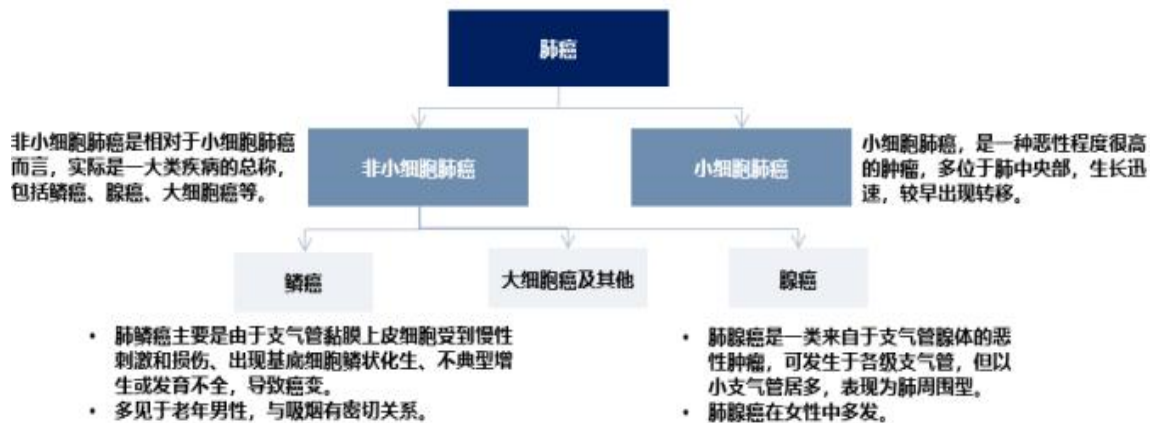 肺癌
非小细胞肺癌是相对于小细胞肺癌
而言，实际是一大类疾病的总称，
包括鳞癌、腺癌、大细胞癌等。
非小细胞肺癌
小细胞肺癌
小细胞肺癌，是一种恶性程度很高
的肿瘤，多位于肺中央部，生长迅
速，较早出现转移。
鳞癌
大细胞癌及其他
腺癌
• 肺鳞癌主要是由于支气管黏膜上皮细胞受到慢性
刺激和损伤、出现基底细胞鳞状化生、不典型增
生或发育不全，导致癌变。
• 多见于老年男性，与吸烟有密切关系。
• 肺腺癌是一类来自于支气管腺体的恶
性肿瘤，可发生于各级支气管，但以
小支气管居多，表现为肺周围型。
• 肺腺癌在女性中多发。